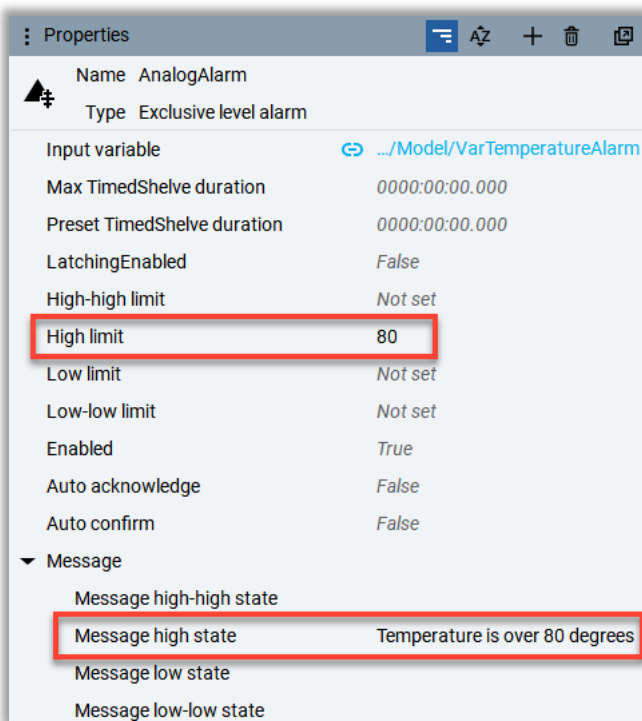 Properties
Name AnalogAlarm
Type Exclusive level alarm
Input variable .../Model/VarTemperatureAlarm
Max TimedShelve duration 0000:00:00.000
Preset TimedShelve duration 0000:00:00.000
LatchingEnabled False
High-high limit Not set
High limit 80
Low limit Not set
Low-low limit Not set
Enabled True
Auto acknowledge False
Auto confirm False
Message
Message high-high state
Message high state Temperature is over 80 degrees
Message low state
Message low-low state